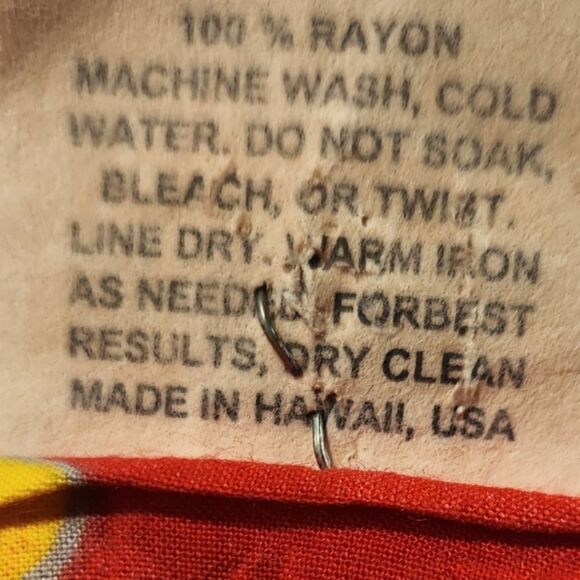 100 % RAYON
MACHINE WASH, COLD
WATER. DO NOT SOAK,
BLEACH, OR TWIST.
LINE DRY. WARM IRON
AS NEEDED. FORBEST
RESULTS, DRY CLEAN
MADE IN HAWAII, USA